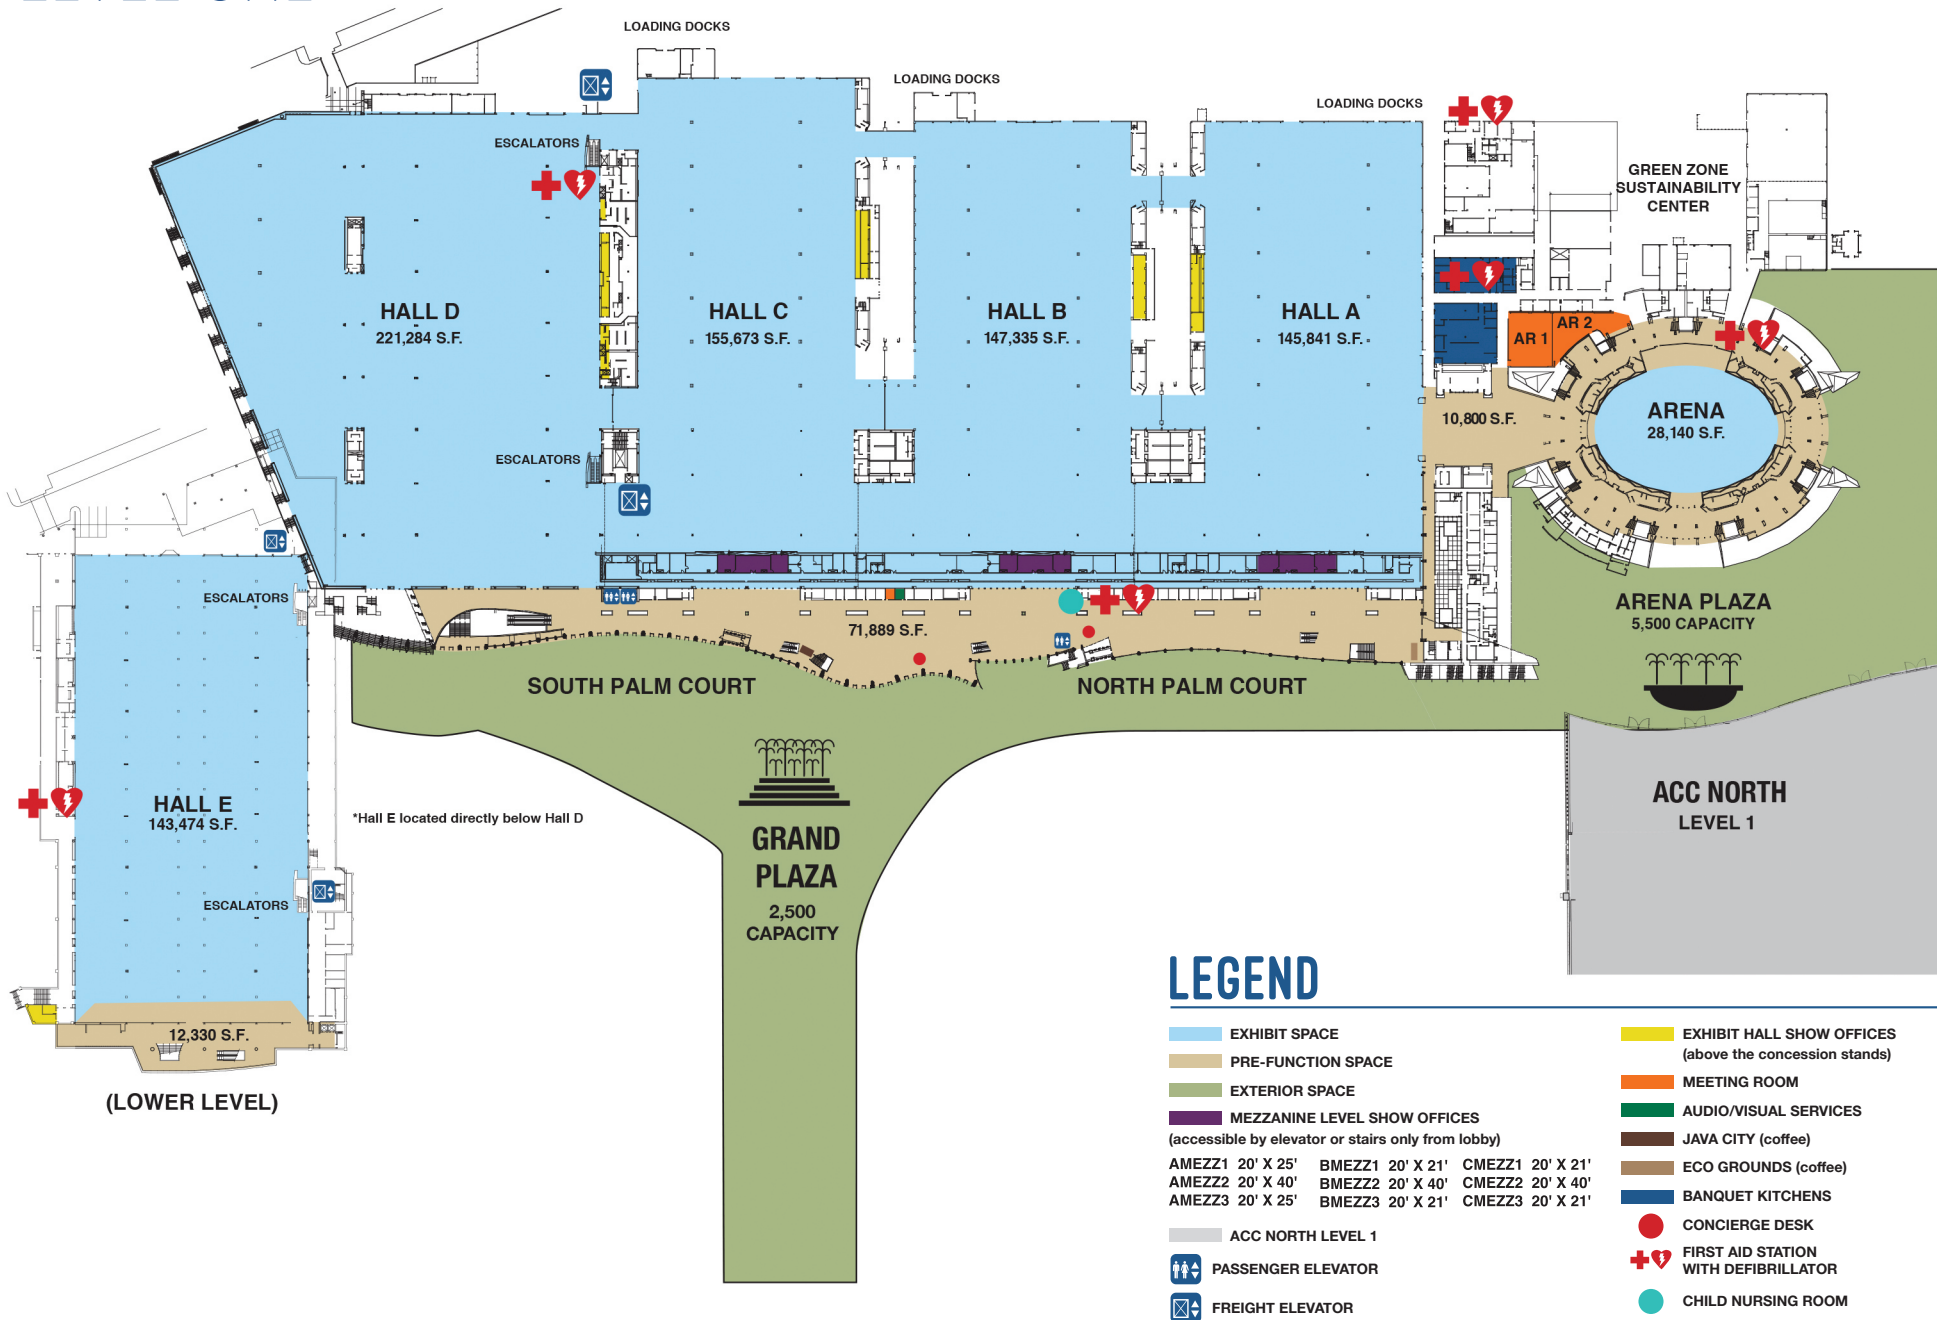 LOADING DOCKS
LOADING DOCKS
LOADING DOCKS
ESCALATORS
GREEN ZONE
SUSTAINABILITY
CENTER
HALL D
221,284 S.F.
HALL C
155,673 S.F.
HALL B
147,335 S.F.
HALL A
145,841 S.F.
AR 1
AR 2
ARENA
28,140 S.F.
10,800 S.F.
ESCALATORS
ESCALATORS
71,889 S.F.
ARENA PLAZA
5,500 CAPACITY
SOUTH PALM COURT
NORTH PALM COURT
HALL E
143,474 S.F.
*Hall E located directly below Hall D
GRAND
PLAZA
2,500
CAPACITY
ACC NORTH
LEVEL 1
ESCALATORS
12,330 S.F.
(LOWER LEVEL)
LEGEND
EXHIBIT SPACE
PRE-FUNCTION SPACE
EXTERIOR SPACE
MEZZANINE LEVEL SHOW OFFICES
(accessible by elevator or stairs only from lobby)
AMEZZ1 20' X 25' BMEZZ1 20' X 21' CMEZZ1 20' X 21'
AMEZZ2 20' X 40' BMEZZ2 20' X 40' CMEZZ2 20' X 40'
AMEZZ3 20' X 25' BMEZZ3 20' X 21' CMEZZ3 20' X 21'
ACC NORTH LEVEL 1
PASSENGER ELEVATOR
FREIGHT ELEVATOR
EXHIBIT HALL SHOW OFFICES
(above the concession stands)
MEETING ROOM
AUDIO/VISUAL SERVICES
JAVA CITY (coffee)
ECO GROUNDS (coffee)
BANQUET KITCHENS
CONCIERGE DESK
FIRST AID STATION
WITH DEFIBRILLATOR
CHILD NURSING ROOM